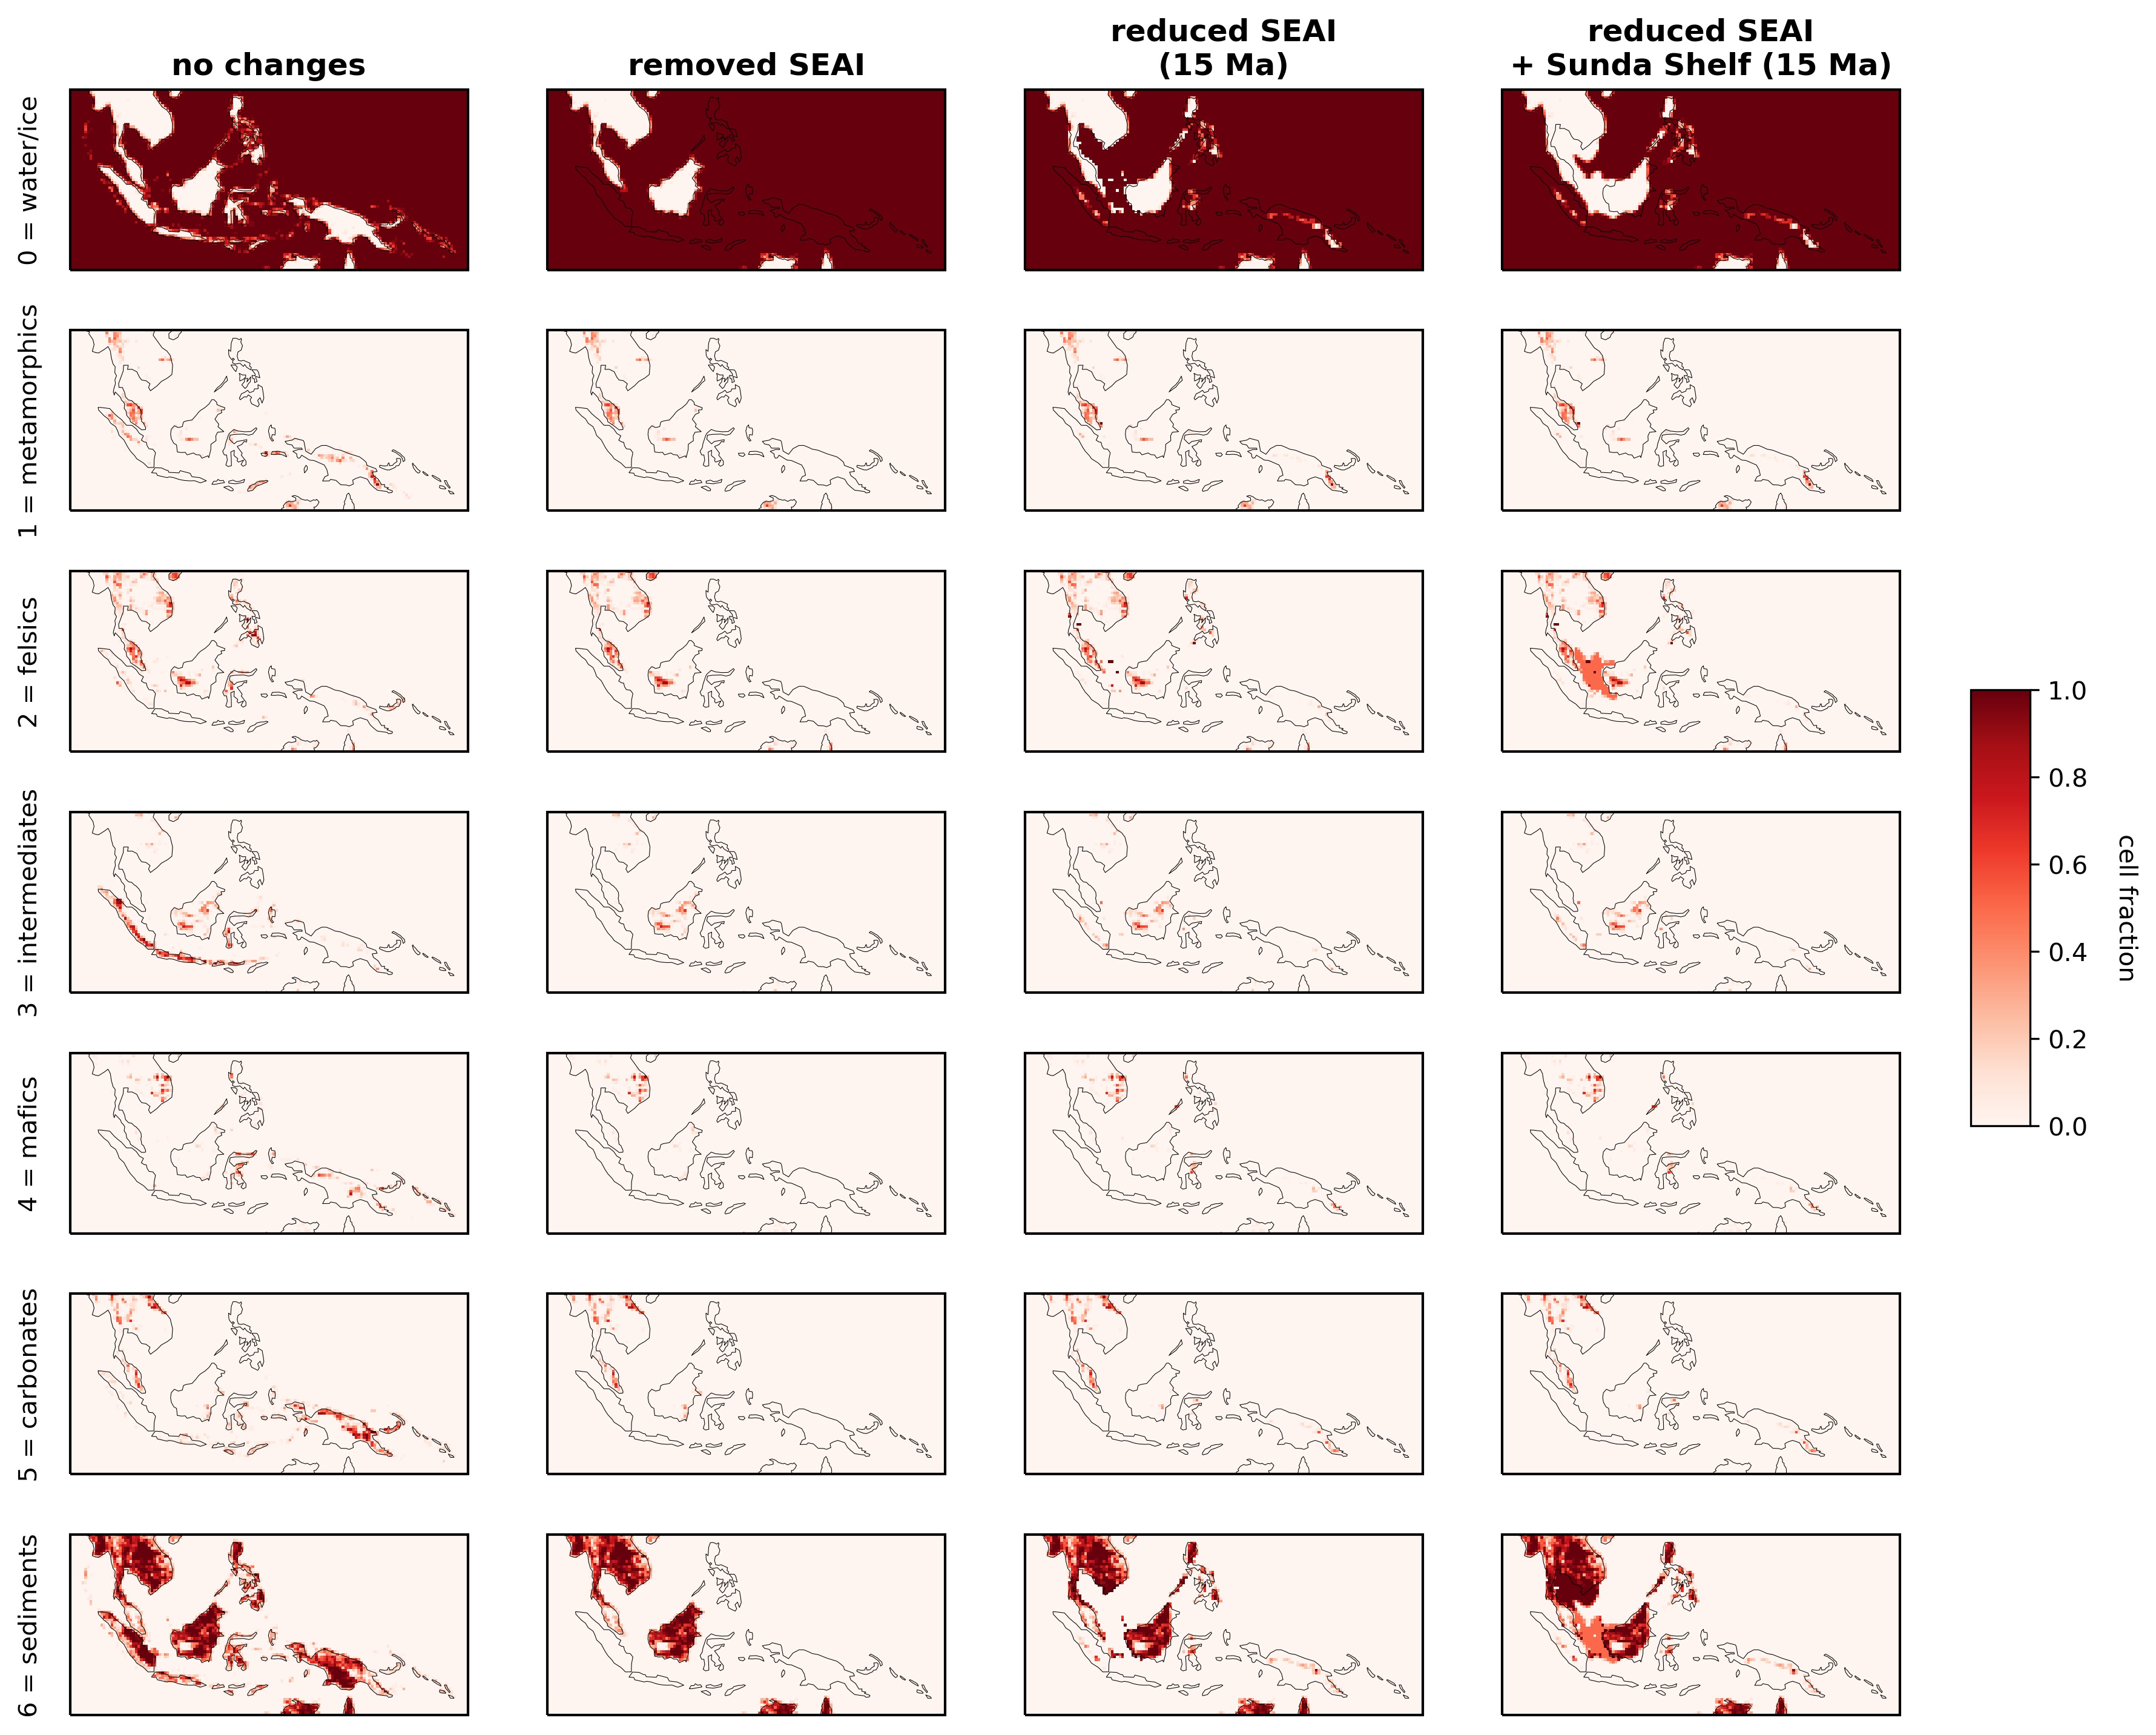 no changes
removed SEAI
reduced SEAI
(15 Ma)
reduced SEAI
+ Sunda Shelf (15 Ma)
0 = water/ice
1 = metamorphics
2 = felsics
3 = intermediates
4 = mafics
5 = carbonates
6 = sediments
1.0
0.8
0.6
0.4
0.2
0.0
cell fraction